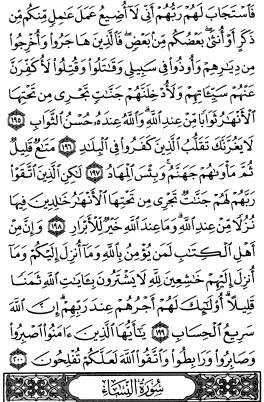 فَٱسْتَجَابَ لَهُمْ رَبُّهُمْ أَنِّى لَآ أُضِيعُ عَمَلَ عَٰمِلٍ مِّنكُم مِّن
ذَكَرٍ أَوْ أُنثَىٰ بَعْضُكُم مِّنۢ بَعْضٍ فَٱلَّذِينَ هَاجَرُوا۟ وَأُخْرِجُوا۟
مِن دِيَٰرِهِمْ وَأُوذُوا۟ فِى سَبِيلِى وَقَٰتَلُوا۟ وَقُتِلُوا۟ لَأُكَفِّرَنَّ
عَنْهُمْ سَيِّـَٔاتِهِمْ وَلَأُدْخِلَنَّهُمْ جَنَّٰتٍ تَجْرِى مِن تَحْتِهَا
ٱلْأَنْهَٰرُ ثَوَابًا مِّنْ عِندِ ٱللَّهِ وَٱللَّهُ عِندَهُۥ حُسْنُ ٱلثَّوَابِ ١٩٥
لَا يَغُرَّنَّكَ تَقَلُّبُ ٱلَّذِينَ كَفَرُوا۟ فِى ٱلْبِلَٰدِ ١٩٦ مَتَٰعٌ قَلِيلٌ
ثُمَّ مَأْوَىٰهُمْ جَهَنَّمُ وَبِئْسَ ٱلْمِهَادُ ١٩٧ لَٰكِنِ ٱلَّذِينَ ٱتَّقَوْا۟
رَبَّهُمْ لَهُمْ جَنَّٰتٌ تَجْرِى مِن تَحْتِهَا ٱلْأَنْهَٰرُ خَٰلِدِينَ فِيهَا
نُزُلًا مِّنْ عِندِ ٱللَّهِ وَمَا عِندَ ٱللَّهِ خَيْرٌ لِّلْأَبْرَارِ ١٩٨ وَإِنَّ مِنْ
أَهْلِ ٱلْكِتَٰبِ لَمَن يُؤْمِنُ بِٱللَّهِ وَمَآ أُنزِلَ إِلَيْكُمْ وَمَآ
أُنزِلَ إِلَيْهِمْ خَٰشِعِينَ لِلَّهِ لَا يَشْتَرُونَ بِـَٔايَٰتِ ٱللَّهِ ثَمَنًا
قَلِيلًا أُو۟لَٰٓئِكَ لَهُمْ أَجْرُهُمْ عِندَ رَبِّهِمْ إِنَّ ٱللَّهَ
سَرِيعُ ٱلْحِسَابِ ١٩٩ يَٰٓأَيُّهَا ٱلَّذِينَ ءَامَنُوا۟ ٱصْبِرُوا۟
وَصَابِرُوا۟ وَرَابِطُوا۟ وَٱتَّقُوا۟ ٱللَّهَ لَعَلَّكُمْ تُفْلِحُونَ ٢٠٠
سُورَةُ النِّسَاءِ